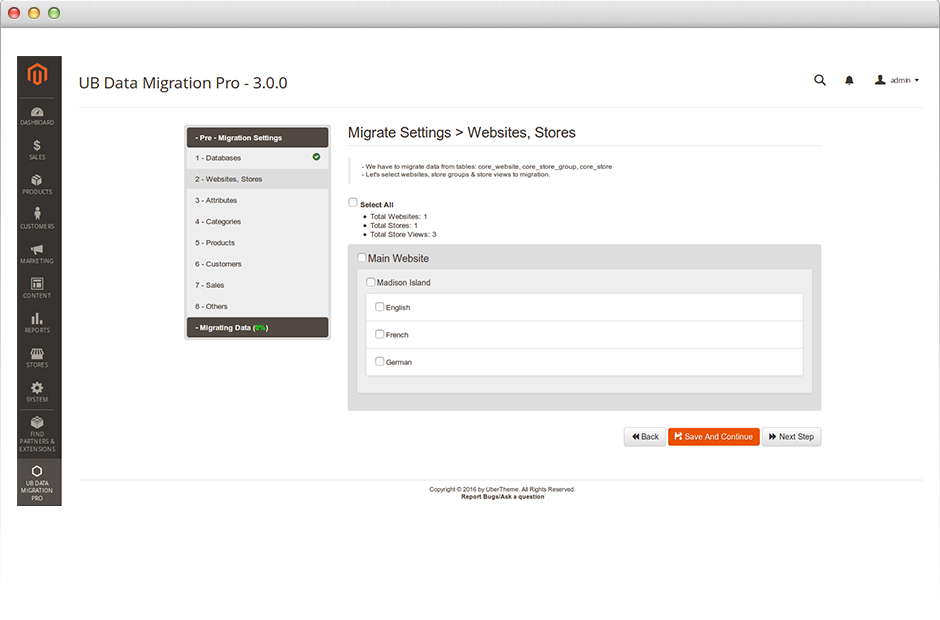 UB Data Migration Pro - 3.0.0
admin
DASHBOARD
SALES
PRODUCTS
CUSTOMERS
MARKETING
CONTENT
REPORTS
STORES
SYSTEM
FIND
PARTNERS &
EXTENSIONS
UB DATA
MIGRATION
PRO
- Pre - Migration Settings
1 - Databases
2 - Websites, Stores
3 - Attributes
4 - Categories
5 - Products
6 - Customers
7 - Sales
8 - Others
- Migrating Data (0%)
Migrate Settings > Websites, Stores
- We have to migrate data from tables: core_website, core_store_group, core_store
- Let's select websites, store groups & store views to migration.
Select All
Total Websites: 1
Total Stores: 1
Total Store Views: 3
Main Website
Madison Island
English
French
German
Back
Save And Continue
Next Step
Copyright © 2016 by UberTheme. All Rights Reserved.
Report Bugs/Ask a question